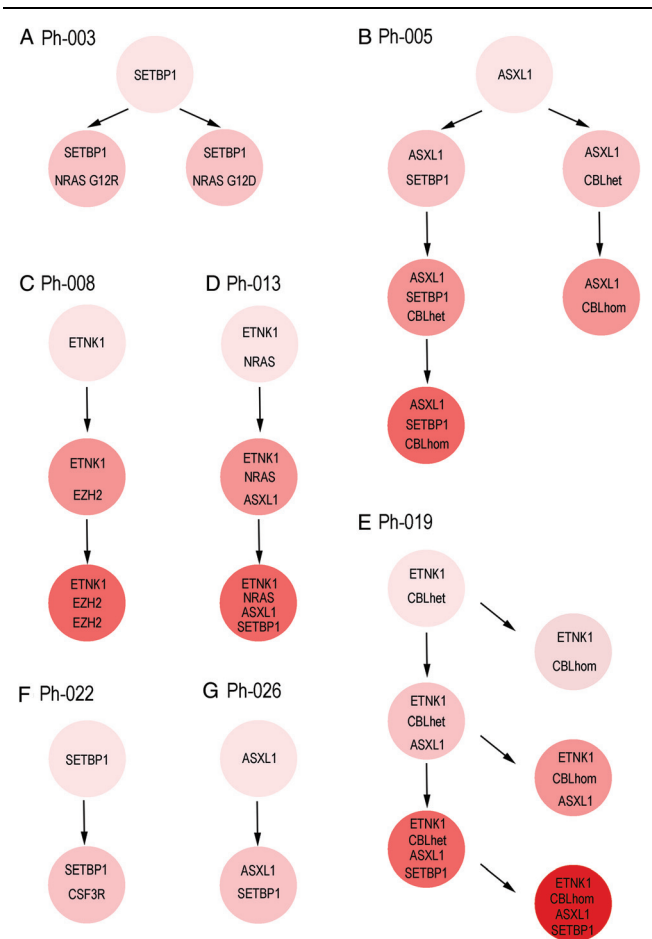 A Ph-003
SETBP1
SETBP1
NRAS G12R
SETBP1
NRAS G12D
B Ph-005
ASXL1
ASXL1
SETBP1
ASXL1
CBLhet
ASXL1
SETBP1
CBLhet
ASXL1
CBLhom
ASXL1
SETBP1
CBLhom
C Ph-008
ETNK1
ETNK1
EZH2
ETNK1
EZH2
EZH2
D Ph-013
ETNK1
NRAS
ETNK1
NRAS
ASXL1
ETNK1
NRAS
ASXL1
SETBP1
E Ph-019
ETNK1
CBLhet
ETNK1
CBLhom
ETNK1
CBLhet
ASXL1
ETNK1
CBLhom
ASXL1
ETNK1
CBLhet
ASXL1
SETBP1
ETNK1
CBLhom
ASXL1
SETBP1
F Ph-022
SETBP1
SETBP1
CSF3R
G Ph-026
ASXL1
ASXL1
SETBP1